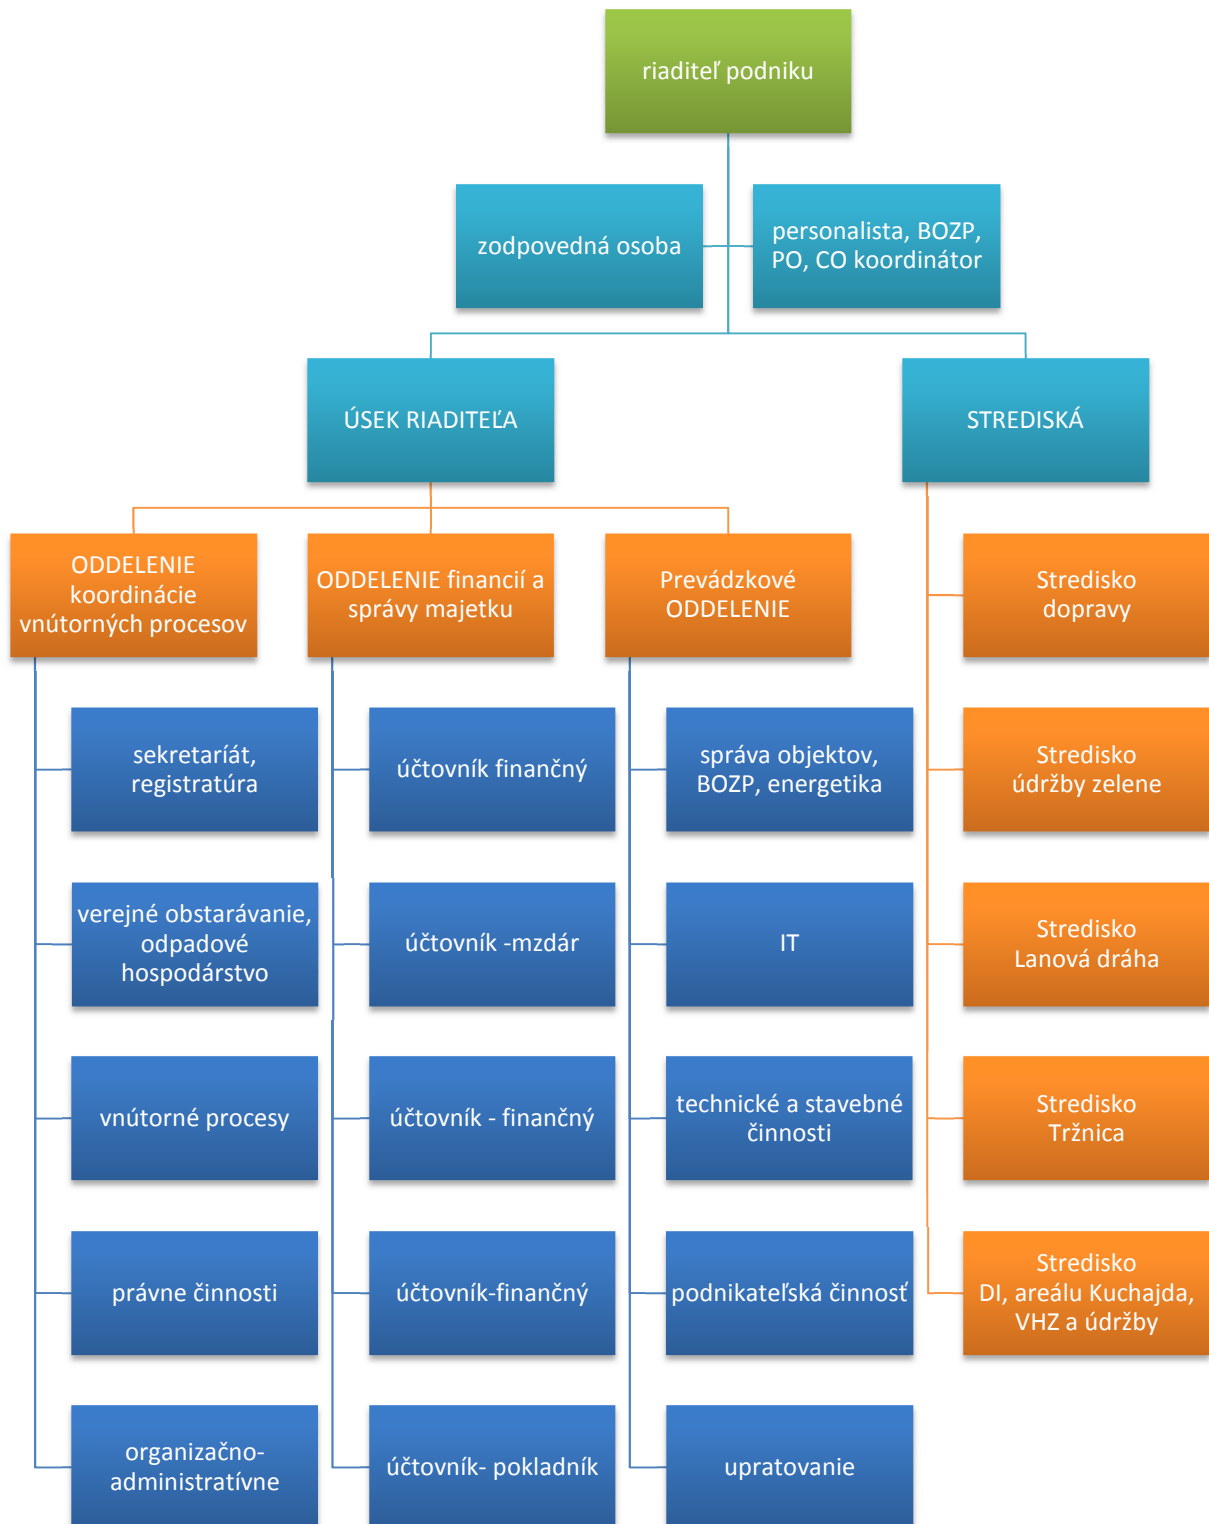 riaditeľ podniku
zodpovedná osoba
personalista, BOZP,
PO, CO koordinátor
ÚSEK RIADITEĽA
STREDISKÁ
ODDELENIE
koordinácie
vnútorných procesov
ODDELENIE financií a
správy majetku
Prevádzkové
ODDELENIE
Stredisko
dopravy
sekretaríát,
registratúra
účtovník finančný
správa objektov,
BOZP, energetika
Stredisko
údržby zelene
verejné obstarávanie,
odpadové
hospodárstvo
účtovník -mzdár
IT
Stredisko
Lanová dráha
vnútorné procesy
účtovník - finančný
technické a stavebné
činnosti
Stredisko
Tržnica
právne činnosti
účtovník-finančný
podnikateľská činnosť
Stredisko
DI, areálu Kuchajda,
VHZ a údržby
organizačno-
administratívne
účtovník- pokladník
upratovanie